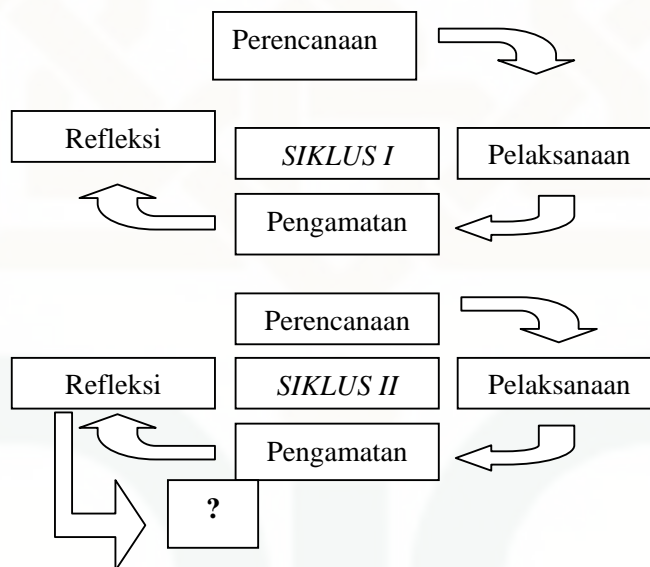 Perencanaan
Refleksi
SIKLUS I
Pelaksanaan
Pengamatan
Perencanaan
Refleksi
SIKLUS II
Pelaksanaan
Pengamatan
?